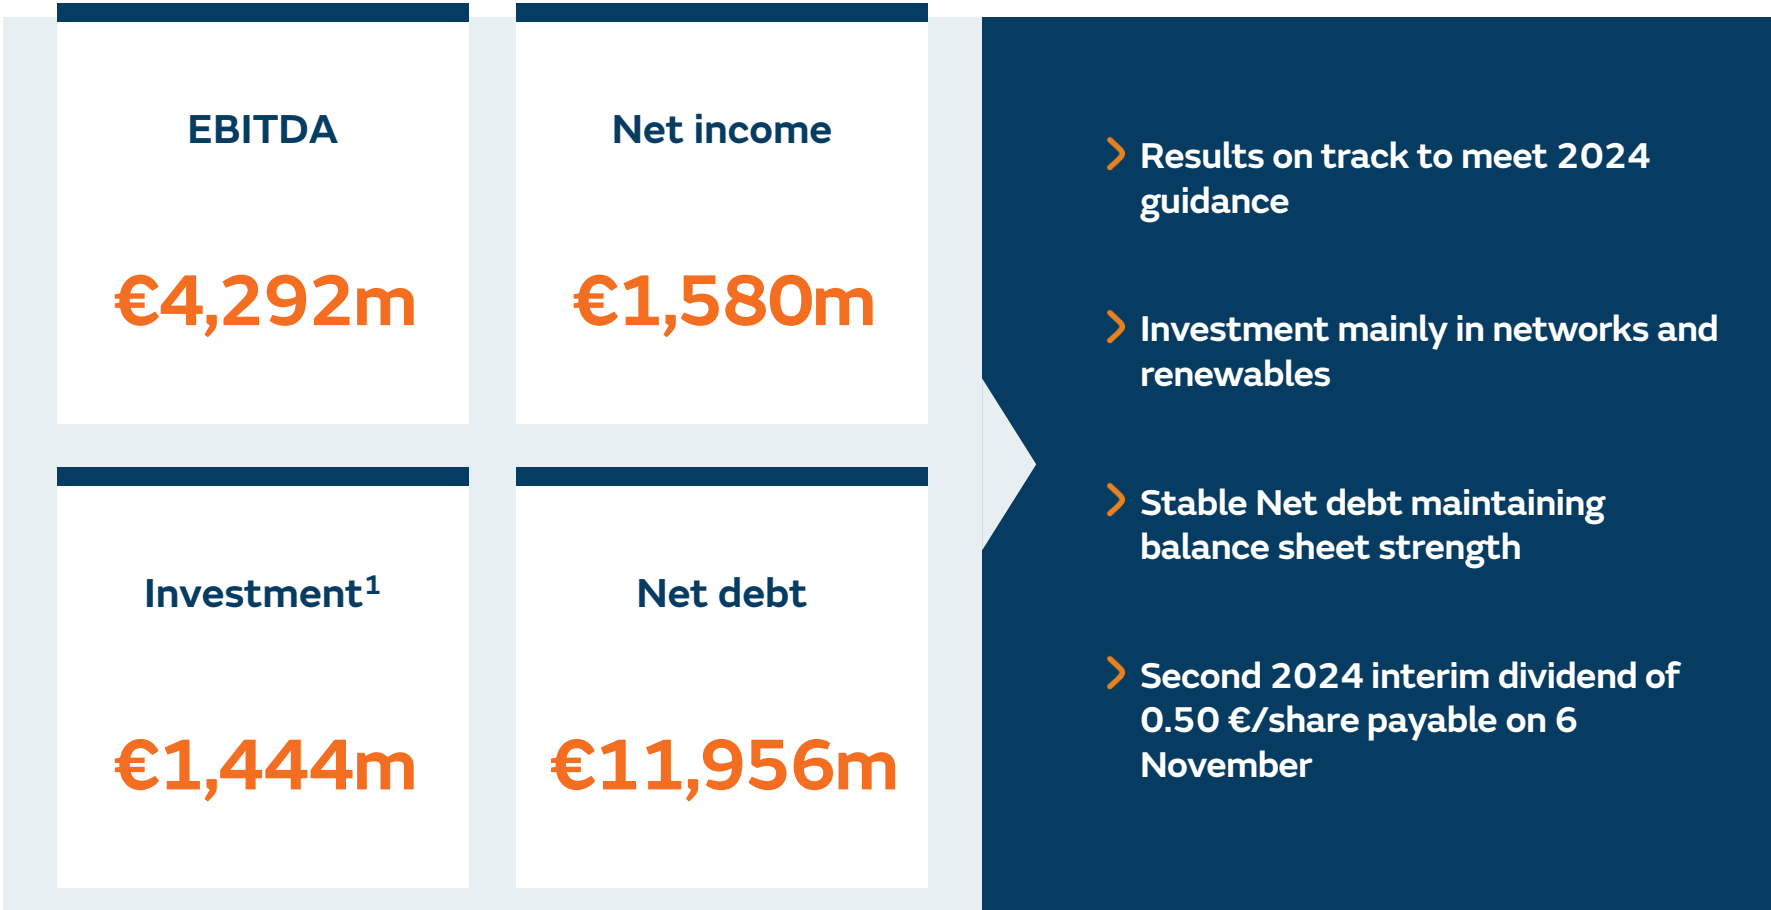 EBITDA
€4,292m
Net income
€1,580m
Investment¹
€1,444m
Net debt
€11,956m
Results on track to meet 2024
guidance
Investment mainly in networks and
renewables
Stable Net debt maintaining
balance sheet strength
Second 2024 interim dividend of
0.50 €/share payable on 6
November